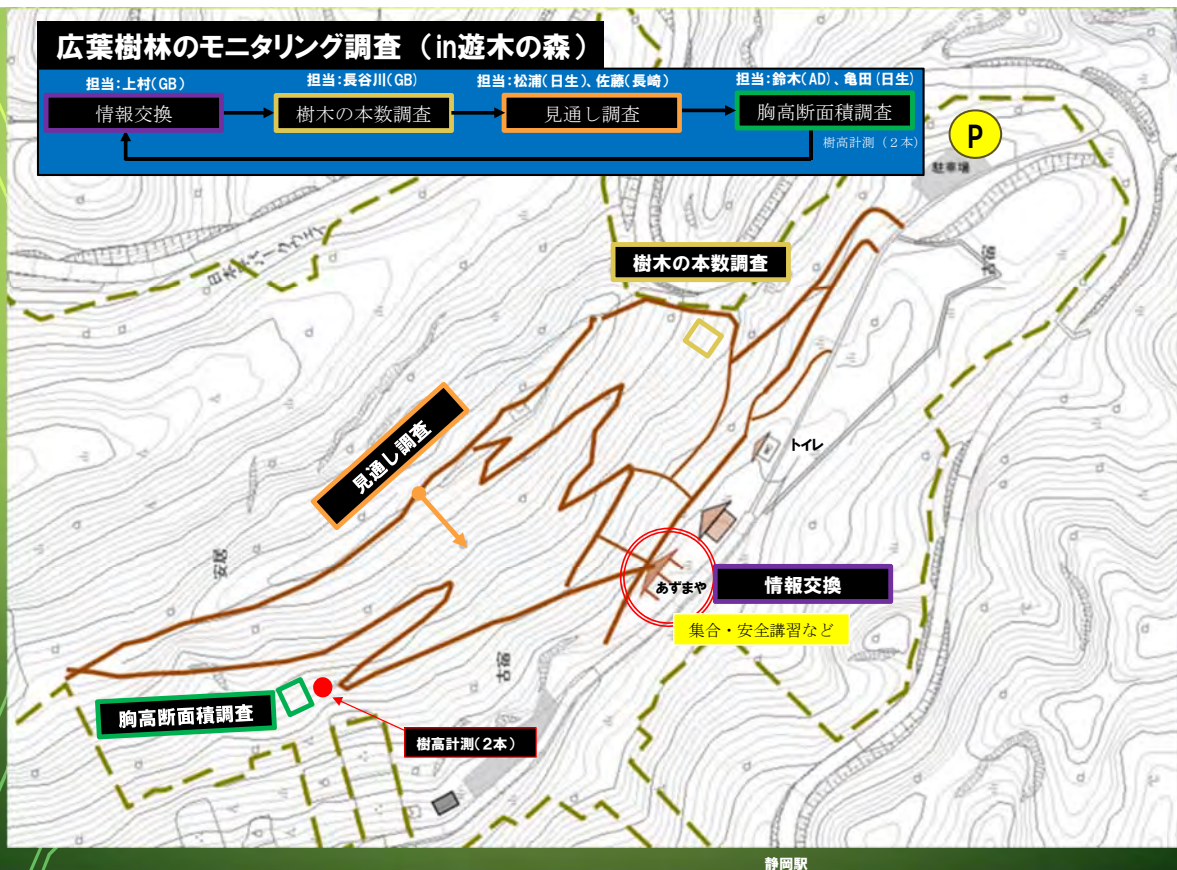 広葉樹林のモニタリング調査 （in遊木の森）
担当:上村(GB)
情報交換
担当:長谷川(GB)
樹木の本数調査
担当:松浦(日生)、佐藤(長崎)
見通し調査
担当:鈴木(AD)、亀田(日生)
胸高断面積調査
樹高計測（２本）
P
駐車場
樹木の本数調査
見通し調査
トイレ
安居
あずまや
情報交換
集合・安全講習など
古宿
胸高断面積調査
樹高計測(２本)
静岡駅